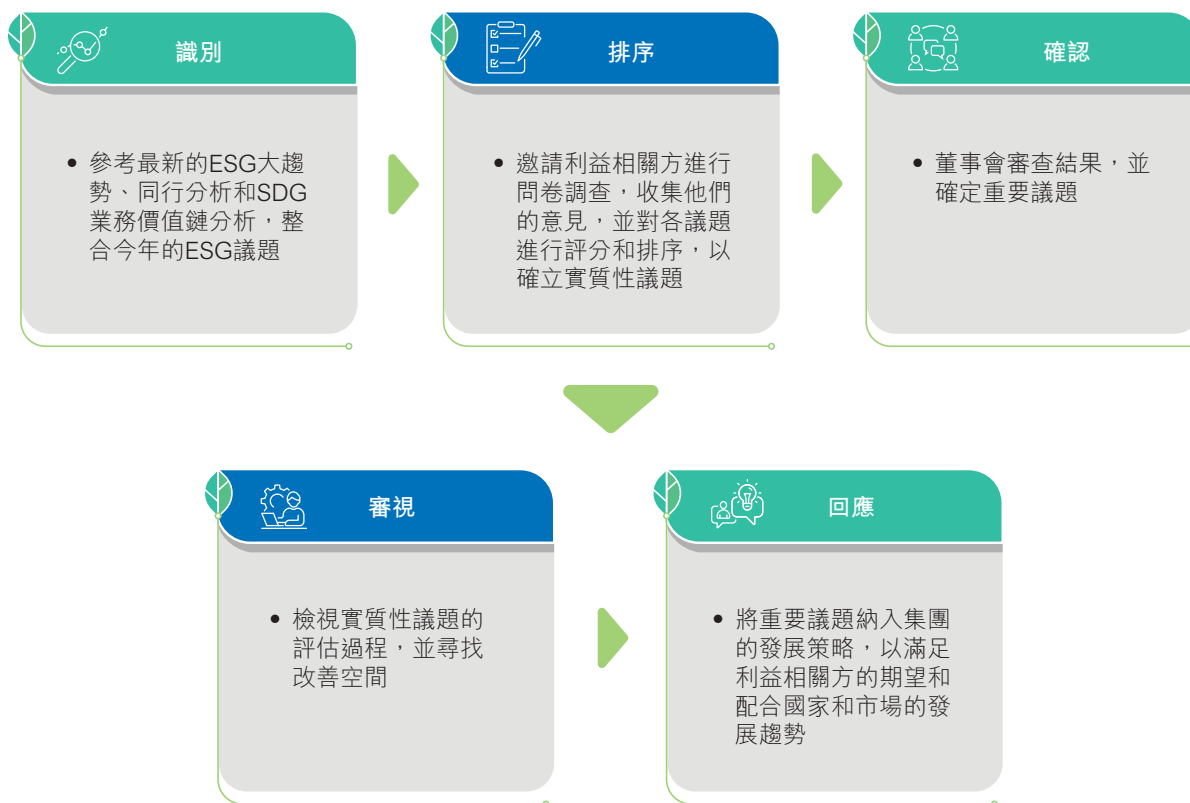 識別
• 參考最新的ESG大趨
勢、同行分析和SDG
業務價值鏈分析，整
合今年的ESG議題
排序
• 邀請利益相關方進行
問卷調查，收集他們
的意見，並對各議題
進行評分和排序，以
確立實質性議題
確認
• 董事會審查結果，並
確定重要議題
審視
• 檢視實質性議題的
評估過程，並尋找
改善空間
回應
• 將重要議題納入集團
的發展策略，以滿足
利益相關方的期望和
配合國家和市場的發
展趨勢